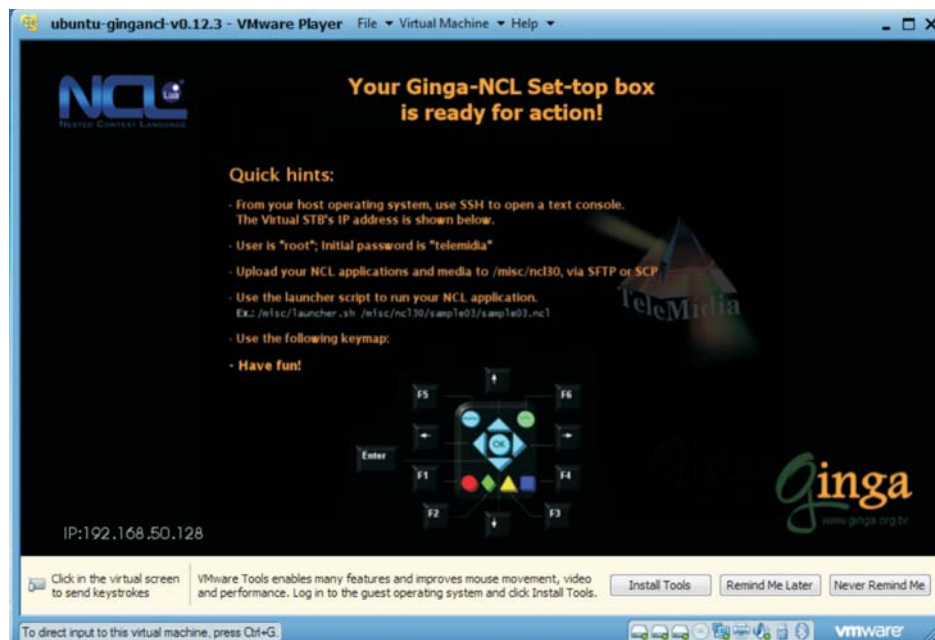 ubuntu-gingancl-v0.12.3 - VMware Player File Virtual Machine Help
NCL
Lua
NESTED CONTEXT LANGUAGE
Your Ginga-NCL Set-top box
is ready for action!
Quick hints:
- From your host operating system, use SSH to open a text console.
The Virtual STB's IP address is shown below.
- User is "root"; Initial password is "telemidia"
- Upload your NCL applications and media to /misc/ncl30, via SFTP or SCP
- Use the launcher script to run your NCL application.
Ex.: /misc/launcher.sh /misc/ncl30/sample03/sample03.ncl
- Use the following keymap:
- Have fun!
TeleMídia
F5
F6
OK
Enter
F1
F4
F2
F3
ginga
www.ginga.org.br
IP:192.168.50.128
Click in the virtual screen
to send keystrokes
VMware Tools enables many features and improves mouse movement, video
and performance. Log in to the guest operating system and click Install Tools.
Install Tools
Remind Me Later
Never Remind Me
To direct input to this virtual machine, press Ctrl+G.
vmware